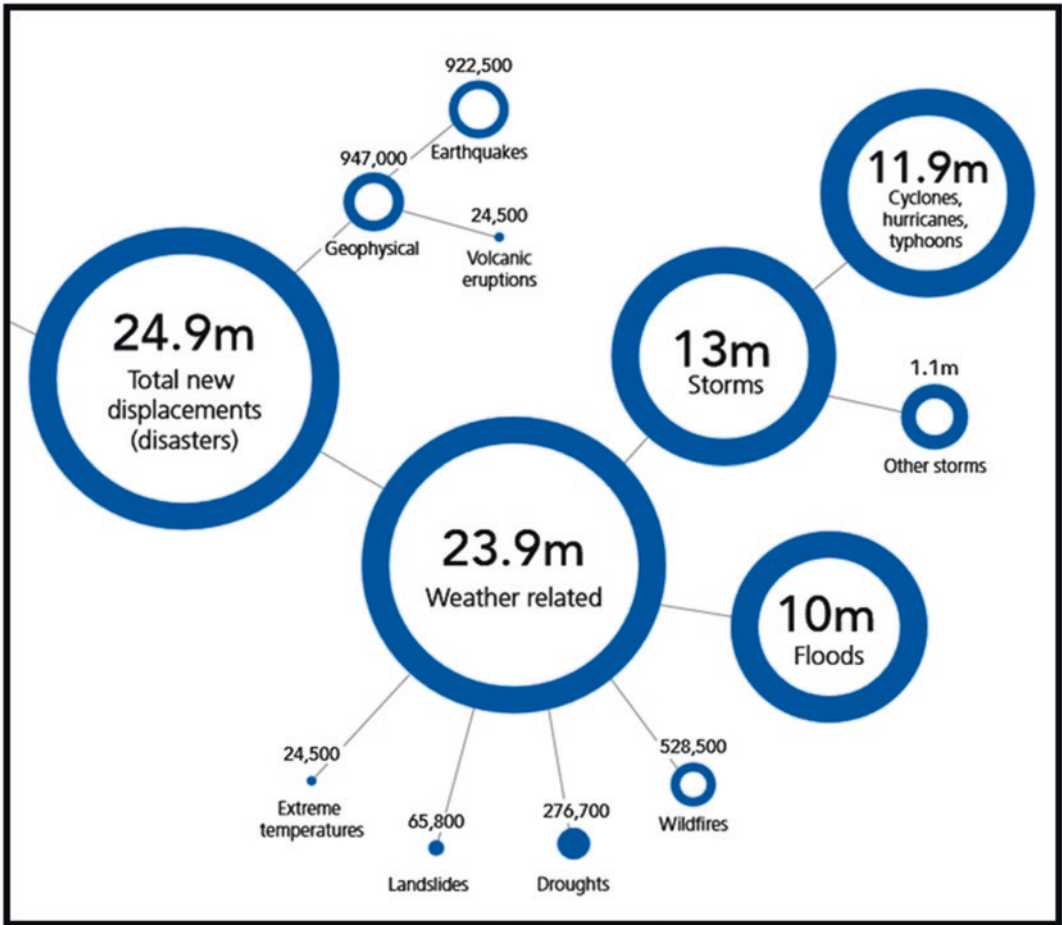 922,500
Earthquakes
947,000
Geophysical
24,500
Volcanic
eruptions
24.9m
Total new
displacements
(disasters)
11.9m
Cyclones,
hurricanes,
typhoons
13m
Storms
1.1m
Other storms
23.9m
Weather related
10m
Floods
24,500
Extreme
temperatures
65,800
Landslides
276,700
Droughts
528,500
Wildfires